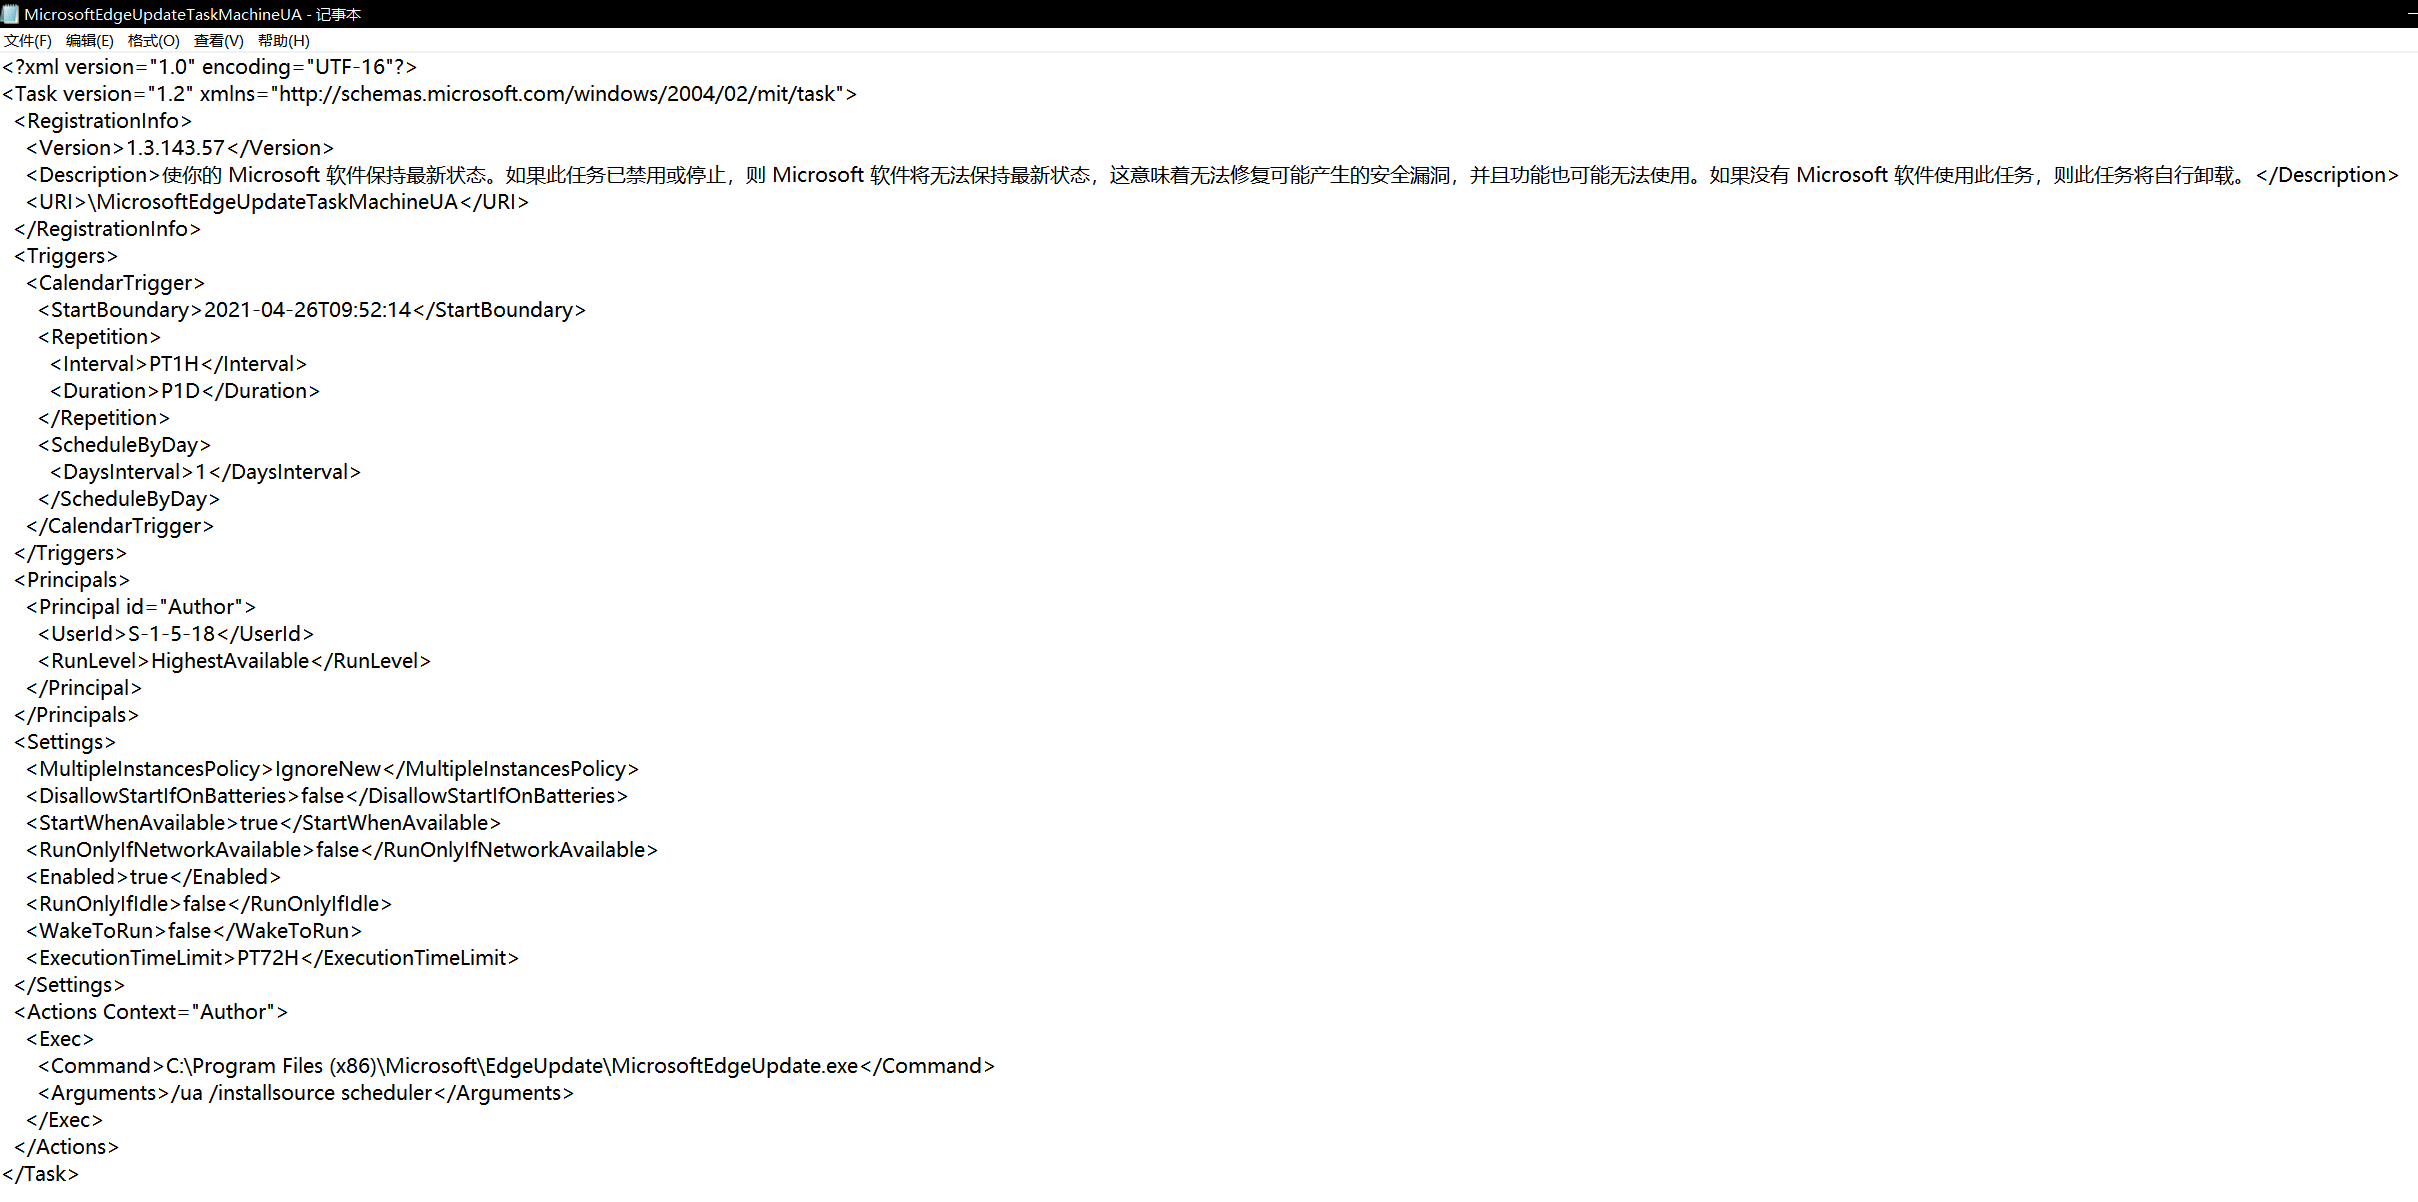 MicrosoftEdgeUpdateTaskMachineUA - 记事本
文件(F) 编辑(E) 格式(O) 查看(V) 帮助(H)
<?xml version="1.0" encoding="UTF-16"?>
<Task version="1.2" xmlns="http://schemas.microsoft.com/windows/2004/02/mit/task">
  <RegistrationInfo>
    <Version>1.3.143.57</Version>
    <Description>使你的 Microsoft 软件保持最新状态。如果此任务已禁用或停止，则 Microsoft 软件将无法保持最新状态，这意味着无法修复可能产生的安全漏洞，并且功能也可能无法使用。如果没有 Microsoft 软件使用此任务，则此任务将自行卸载。</Description>
    <URI>\MicrosoftEdgeUpdateTaskMachineUA</URI>
  </RegistrationInfo>
  <Triggers>
    <CalendarTrigger>
      <StartBoundary>2021-04-26T09:52:14</StartBoundary>
      <Repetition>
        <Interval>PT1H</Interval>
        <Duration>P1D</Duration>
      </Repetition>
      <ScheduleByDay>
        <DaysInterval>1</DaysInterval>
      </ScheduleByDay>
    </CalendarTrigger>
  </Triggers>
  <Principals>
    <Principal id="Author">
      <UserId>S-1-5-18</UserId>
      <RunLevel>HighestAvailable</RunLevel>
    </Principal>
  </Principals>
  <Settings>
    <MultipleInstancesPolicy>IgnoreNew</MultipleInstancesPolicy>
    <DisallowStartIfOnBatteries>false</DisallowStartIfOnBatteries>
    <StartWhenAvailable>true</StartWhenAvailable>
    <RunOnlyIfNetworkAvailable>false</RunOnlyIfNetworkAvailable>
    <Enabled>true</Enabled>
    <RunOnlyIfIdle>false</RunOnlyIfIdle>
    <WakeToRun>false</WakeToRun>
    <ExecutionTimeLimit>PT72H</ExecutionTimeLimit>
  </Settings>
  <Actions Context="Author">
    <Exec>
      <Command>C:\Program Files (x86)\Microsoft\EdgeUpdate\MicrosoftEdgeUpdate.exe</Command>
      <Arguments>/ua /installsource scheduler</Arguments>
    </Exec>
  </Actions>
</Task>